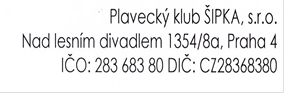 Plavecký klub ŠIPKA, s.r.o.
Nad lesním divadlem 1354/8a, Praha 4
IČO: 283 683 80 DIČ: CZ28368380